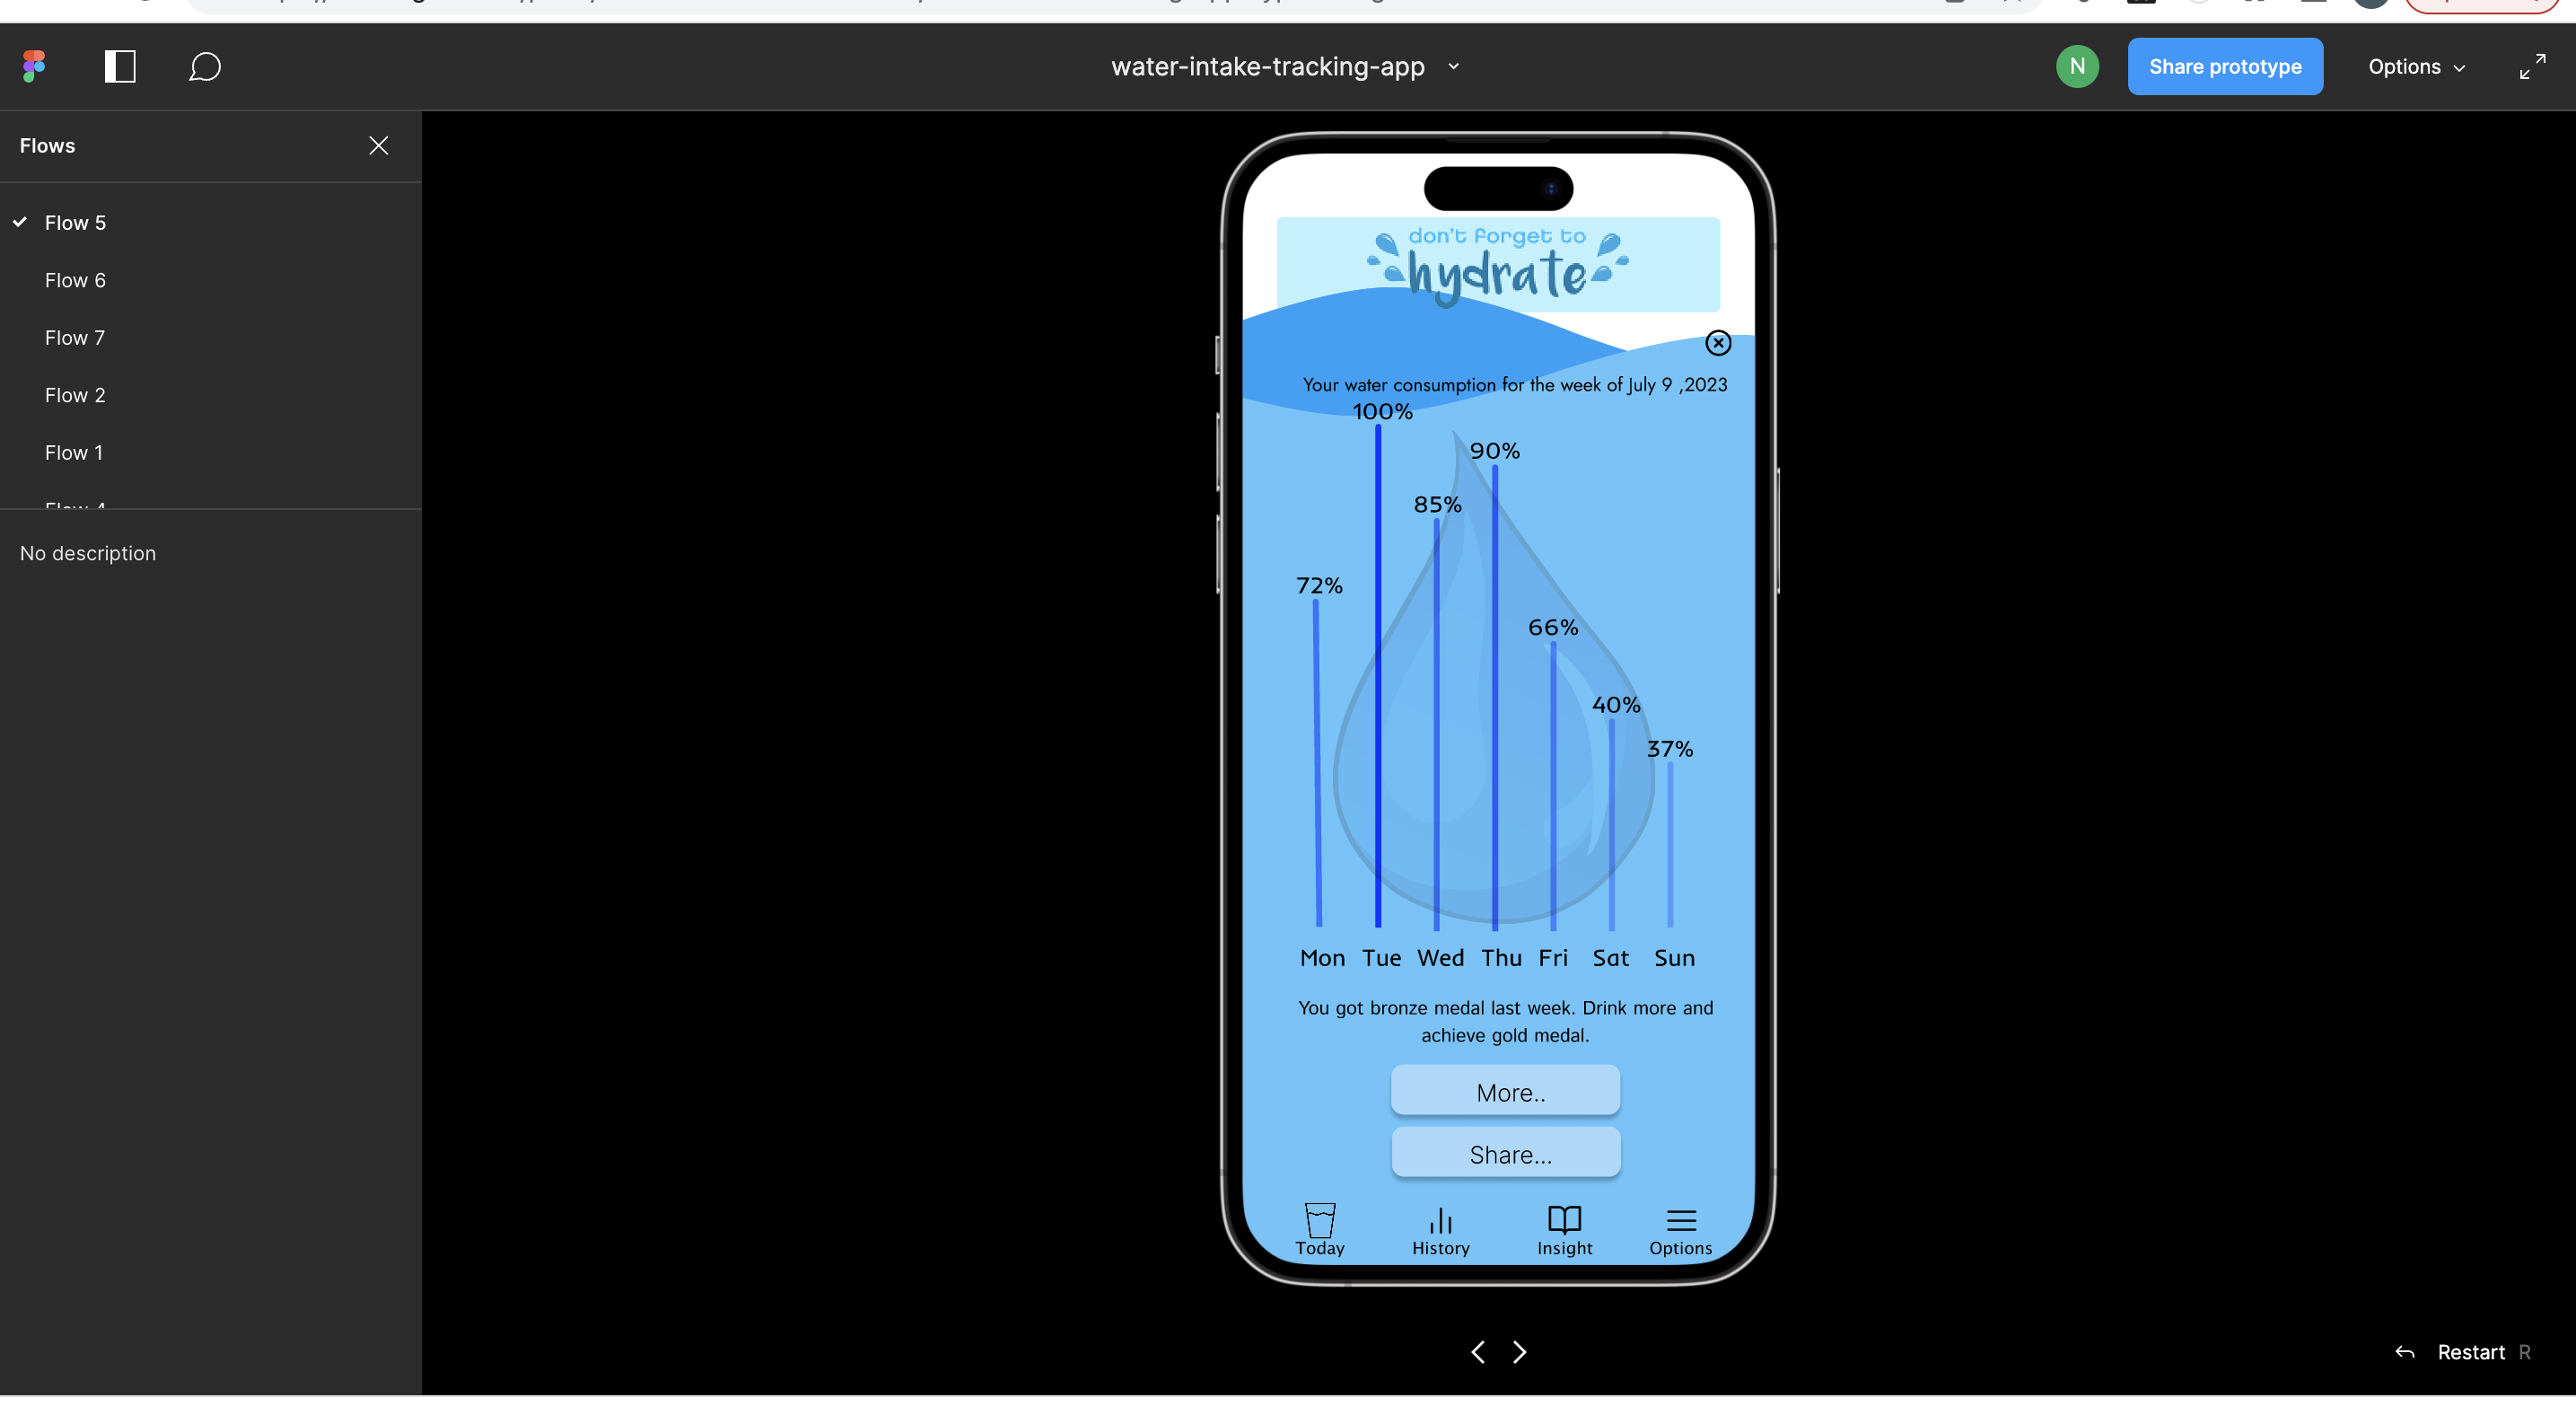 water-intake-tracking-app
N
Share prototype
Options
Flows
Flow 5
Flow 6
Flow 7
Flow 2
Flow 1
Flow 4
No description
don't forget to
hydrate
Your water consumption for the week of July 9 ,2023
100%
90%
85%
72%
66%
40%
37%
Mon Tue Wed Thu Fri Sat Sun
You got bronze medal last week. Drink more and
achieve gold medal.
More..
Share...
Today History Insight Options
Restart R